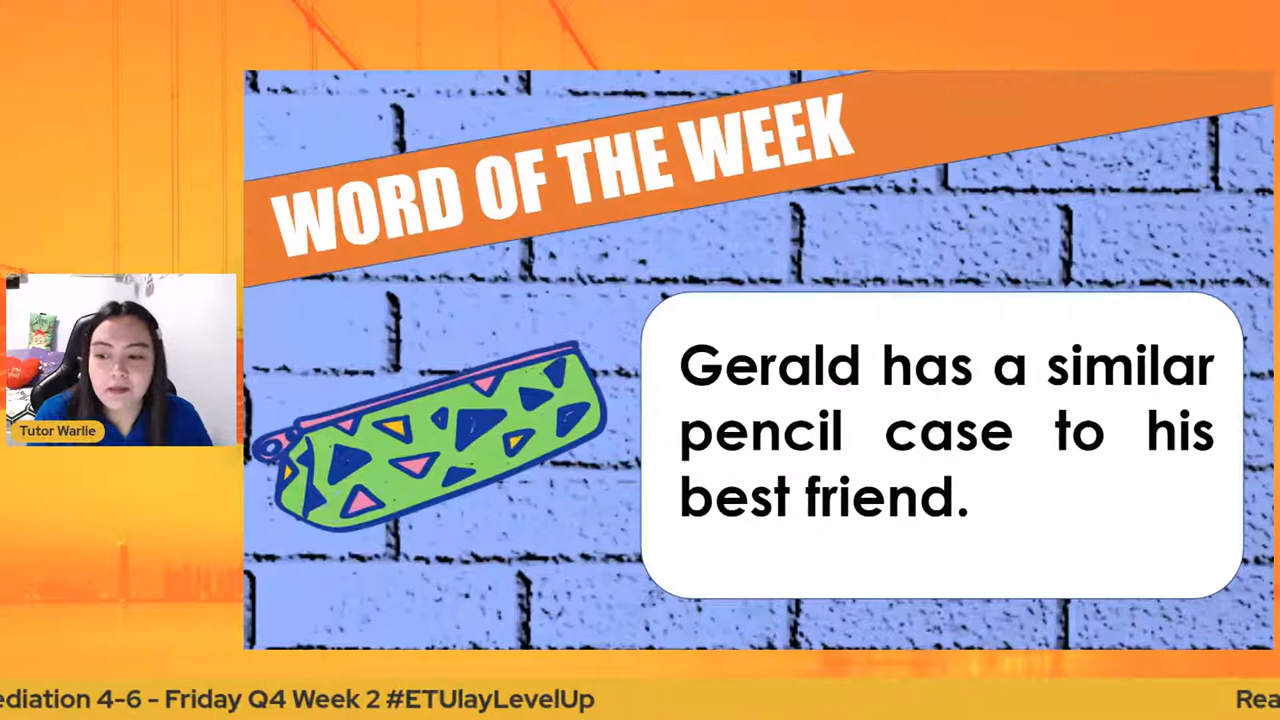 WORD OF THE WEEK
Gerald has a similar
pencil case to his
best friend.
Tutor Warlie
ediation 4-6 - Friday Q4 Week 2 #ETUlayLevelUp
Rea